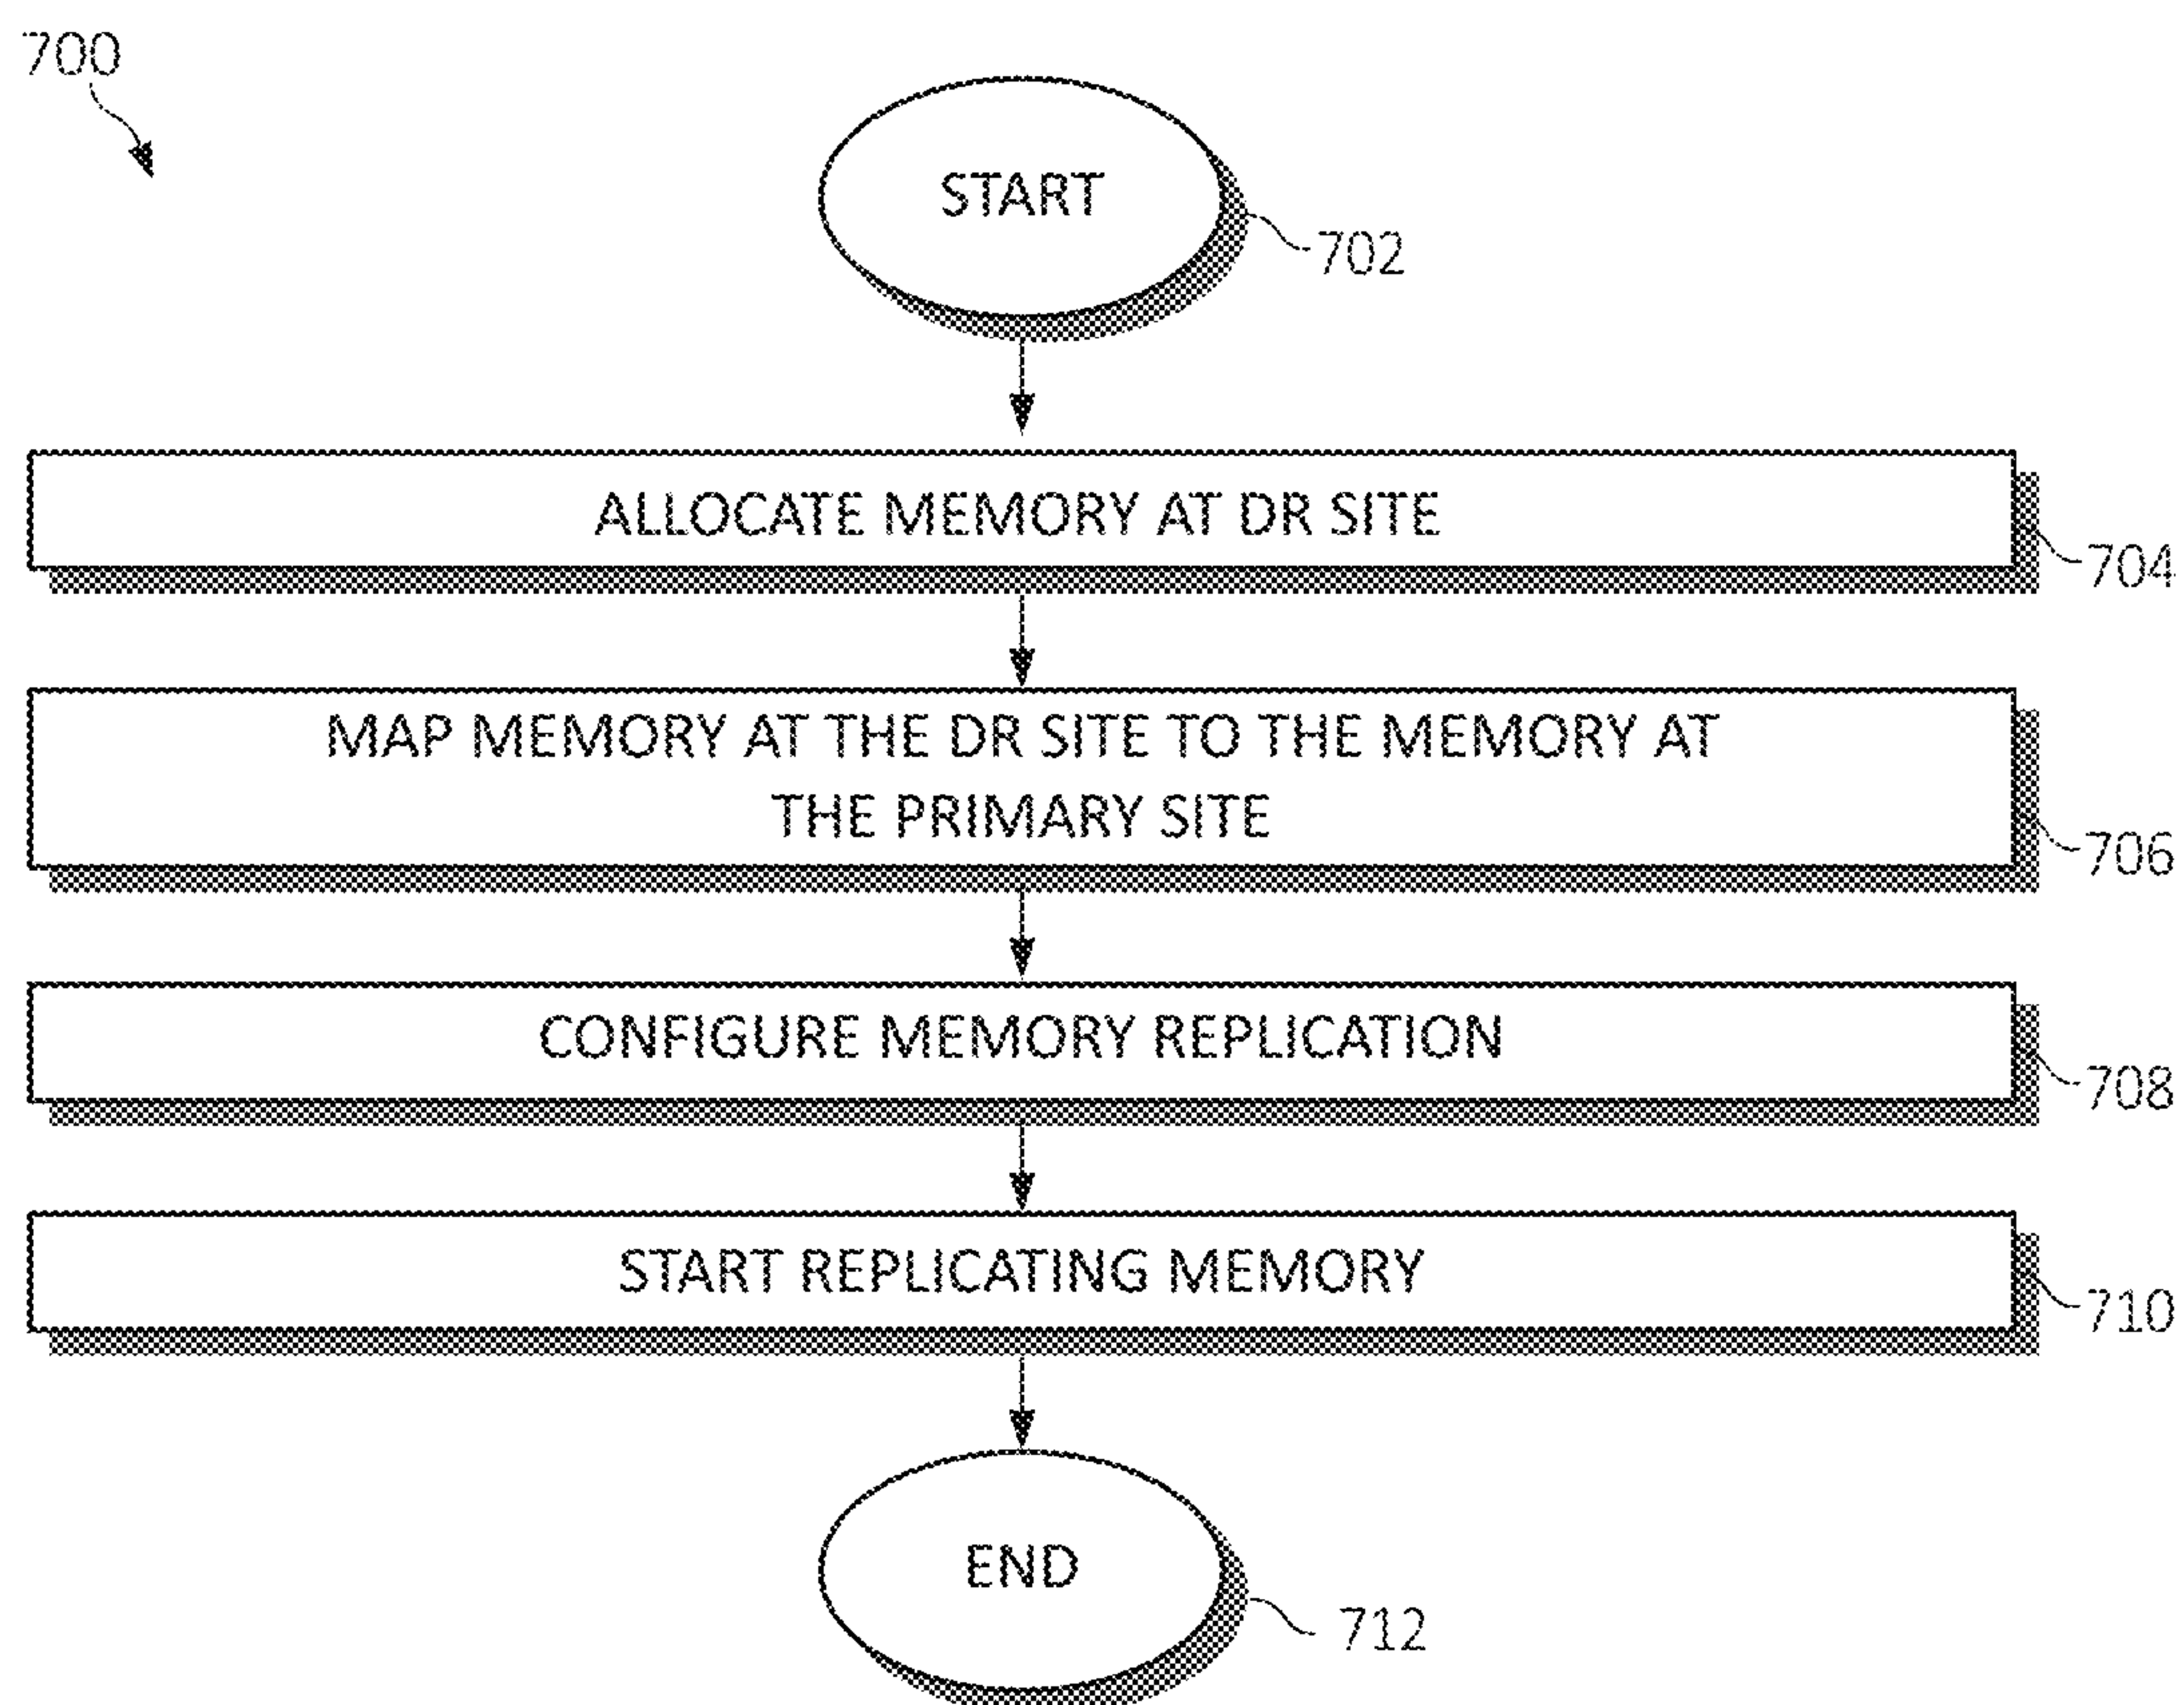 700
START
702
ALLOCATE MEMORY AT DR SITE
704
MAP MEMORY AT THE DR SITE TO THE MEMORY AT
THE PRIMARY SITE
706
CONFIGURE MEMORY REPLICATION
708
START REPLICATING MEMORY
710
END
712